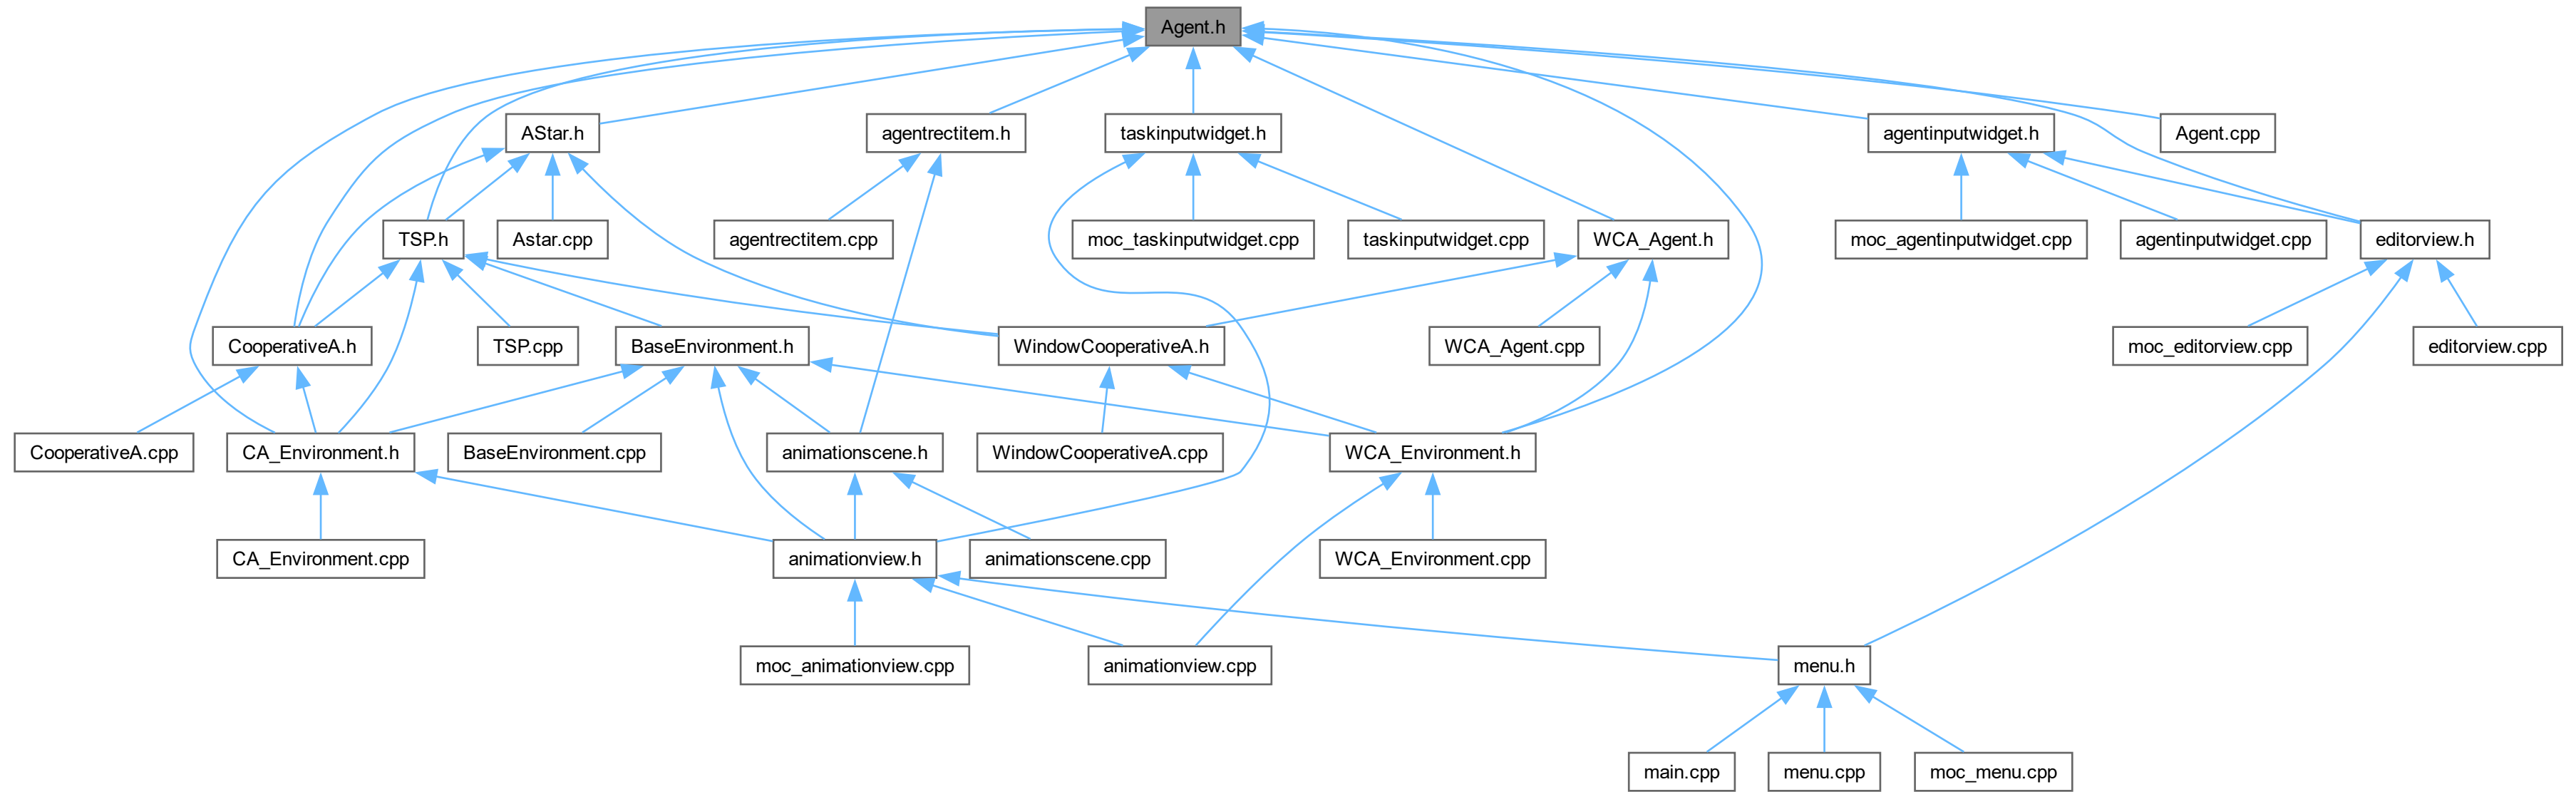 Agent.h
AStar.h
agentrectitem.h
taskinputwidget.h
agentinputwidget.h
Agent.cpp
TSP.h
Astar.cpp
agentrectitem.cpp
moc_taskinputwidget.cpp
taskinputwidget.cpp
WCA_Agent.h
moc_agentinputwidget.cpp
agentinputwidget.cpp
editorview.h
CooperativeA.h
TSP.cpp
BaseEnvironment.h
WindowCooperativeA.h
WCA_Agent.cpp
moc_editorview.cpp
editorview.cpp
CooperativeA.cpp
CA_Environment.h
BaseEnvironment.cpp
animationscene.h
WindowCooperativeA.cpp
WCA_Environment.h
CA_Environment.cpp
animationview.h
animationscene.cpp
WCA_Environment.cpp
moc_animationview.cpp
animationview.cpp
menu.h
main.cpp
menu.cpp
moc_menu.cpp